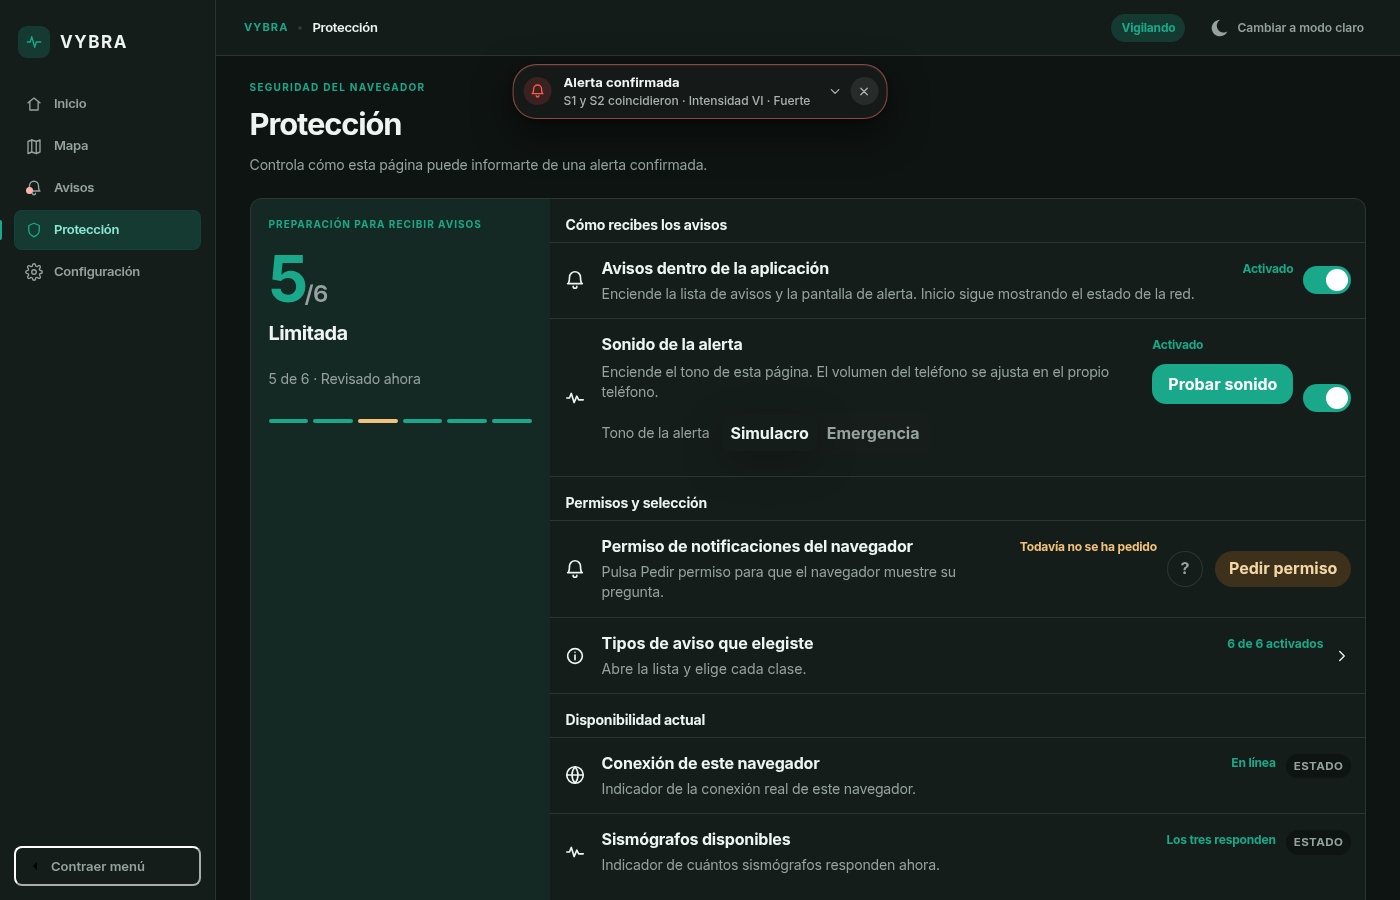 VYBRA
Inicio
Mapa
Avisos
Protección
Configuración
Contraer menú
VYBRA • Protección
Vigilando
Cambiar a modo claro
Alerta confirmada
S1 y S2 coincidieron · Intensidad VI · Fuerte
SEGURIDAD DEL NAVEGADOR
Protección
Controla cómo esta página puede informarte de una alerta confirmada.
PREPARACIÓN PARA RECIBIR AVISOS
5/6
Limitada
5 de 6 · Revisado ahora
Cómo recibes los avisos
Avisos dentro de la aplicación
Activado
Enciende la lista de avisos y la pantalla de alerta. Inicio sigue mostrando el estado de la red.
Sonido de la alerta
Activado
Enciende el tono de esta página. El volumen del teléfono se ajusta en el propio
teléfono.
Probar sonido
Tono de la alerta Simulacro Emergencia
Permisos y selección
Permiso de notificaciones del navegador
Todavía no se ha pedido
Pulsa Pedir permiso para que el navegador muestre su
pregunta.
?
Pedir permiso
Tipos de aviso que elegiste
6 de 6 activados
Abre la lista y elige cada clase.
Disponibilidad actual
Conexión de este navegador
En línea
ESTADO
Indicador de la conexión real de este navegador.
Sismógrafos disponibles
Los tres responden
ESTADO
Indicador de cuántos sismógrafos responden ahora.